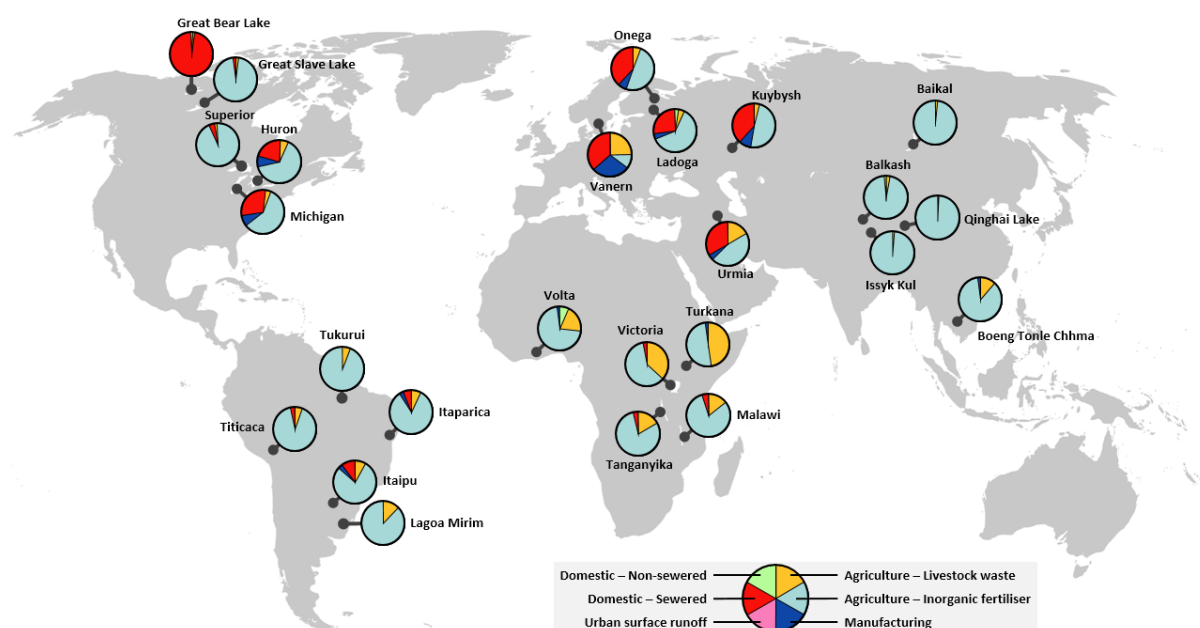 Great Bear Lake
Great Slave Lake
Superior
Huron
Michigan
Onega
Kuybysh
Ladoga
Vanern
Baikal
Balkash
Qinghai Lake
Issyk Kul
Urmia
Boeng Tonle Chhma
Volta
Victoria
Turkana
Malawi
Tanganyika
Tukurui
Itaparica
Titicaca
Itaipu
Lagoa Mirim
Domestic – Non-sewered
Agriculture – Livestock waste
Domestic – Sewered
Agriculture – Inorganic fertiliser
Urban surface runoff
Manufacturing